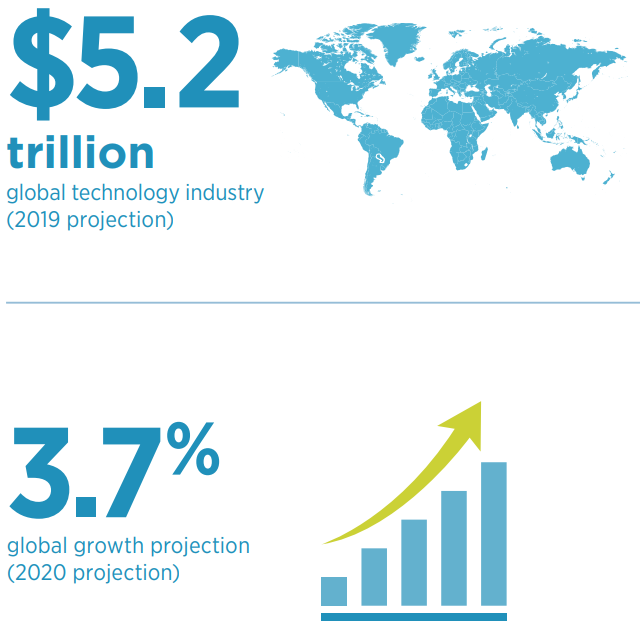 $5.2
trillion
global technology industry
(2019 projection)
3.7%
global growth projection
(2020 projection)